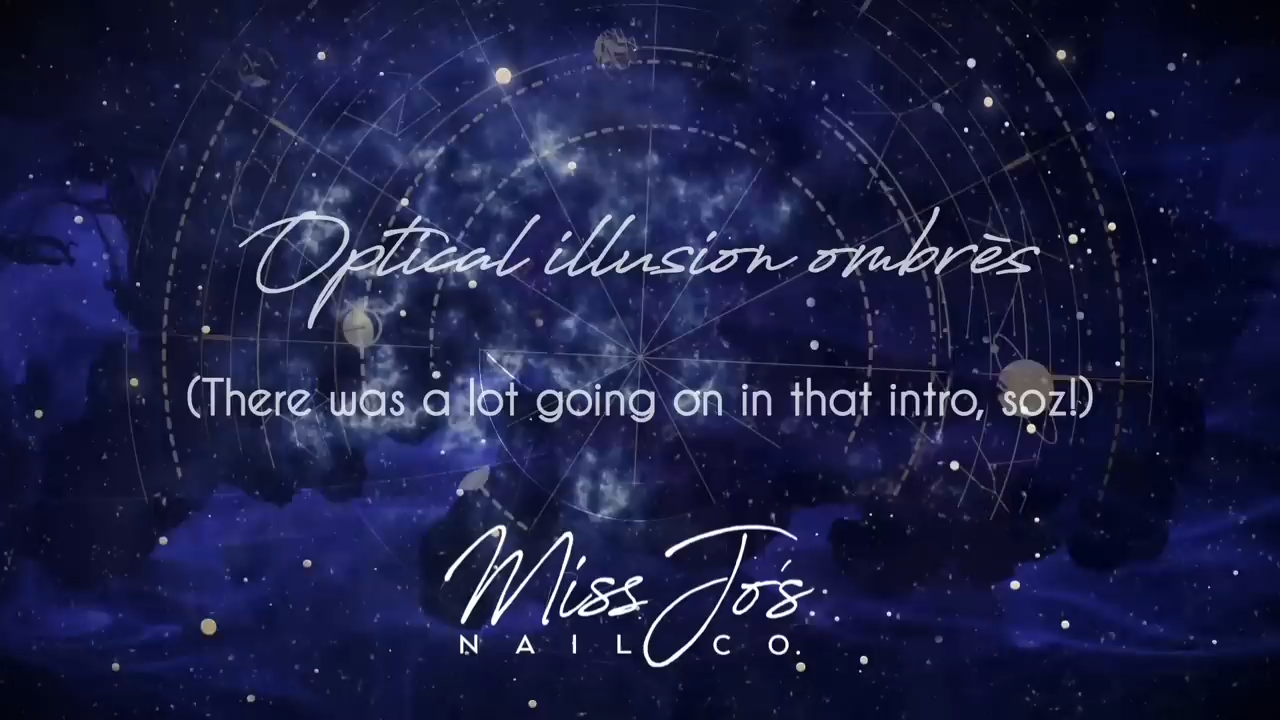 Optical illusion ombrès
(There was a lot going on in that intro, soz!)
Miss Jo's
NAIL CO.